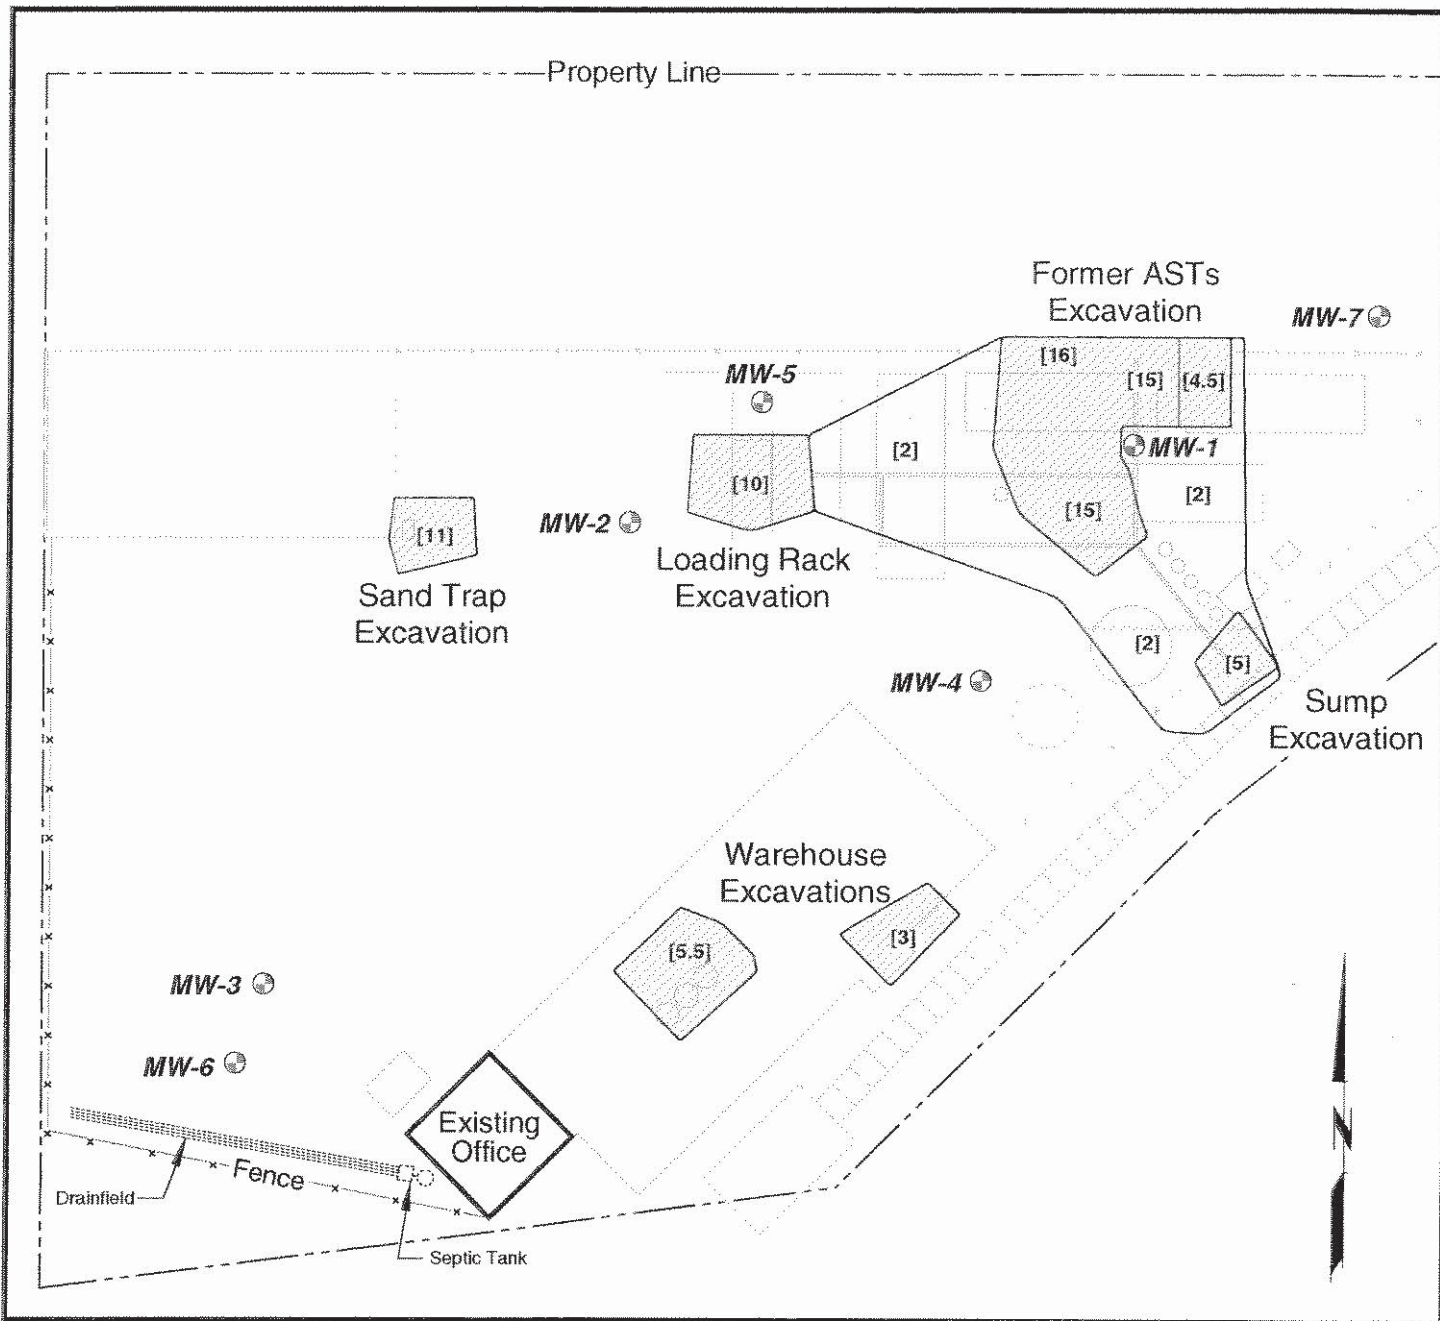 Property Line
Former ASTs
Excavation
MW-7
[16]
[15]
[4.5]
MW-5
MW-1
[2]
[10]
[2]
[15]
[11]
MW-2
Loading Rack
Excavation
Sand Trap
Excavation
[2]
[5]
MW-4
Sump
Excavation
Warehouse
Excavations
[5.5]
[3]
MW-3
MW-6
Existing
Office
Fence
Drainfield
Septic Tank
N